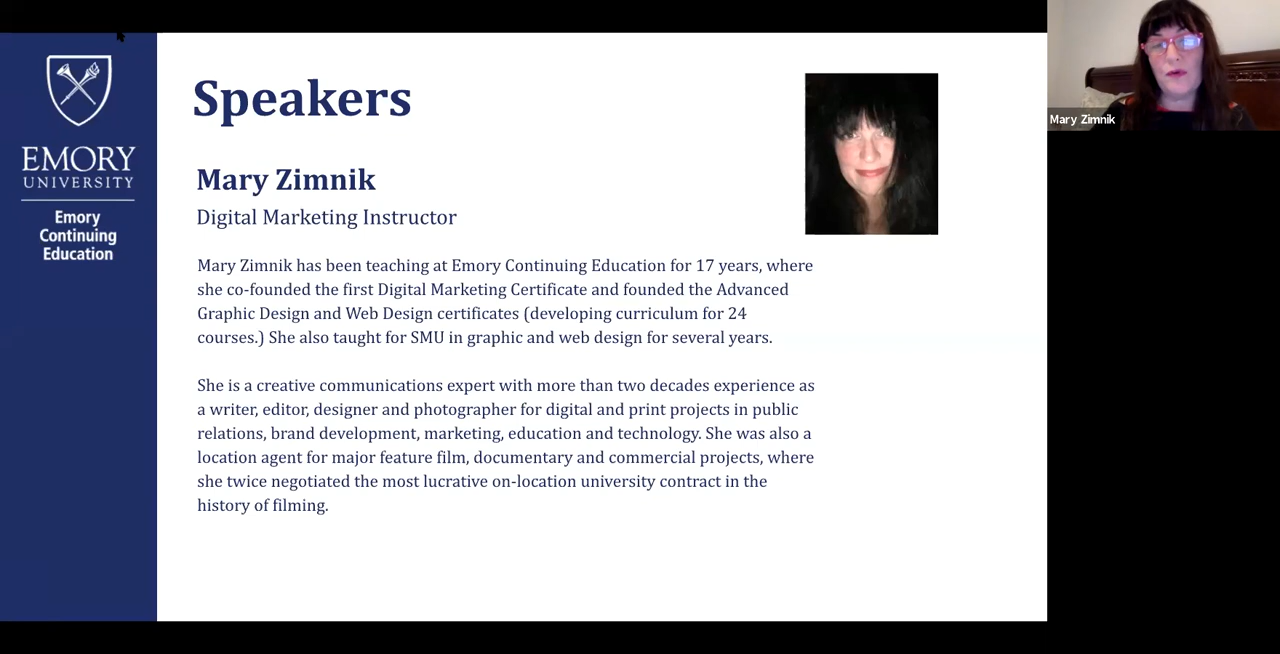 EMORY
UNIVERSITY
Emory
Continuing
Education
Speakers
Mary Zimnik
Digital Marketing Instructor
Mary Zimnik has been teaching at Emory Continuing Education for 17 years, where
she co-founded the first Digital Marketing Certificate and founded the Advanced
Graphic Design and Web Design certificates (developing curriculum for 24
courses.) She also taught for SMU in graphic and web design for several years.
She is a creative communications expert with more than two decades experience as
a writer, editor, designer and photographer for digital and print projects in public
relations, brand development, marketing, education and technology. She was also a
location agent for major feature film, documentary and commercial projects, where
she twice negotiated the most lucrative on-location university contract in the
history of filming.
Mary Zimnik